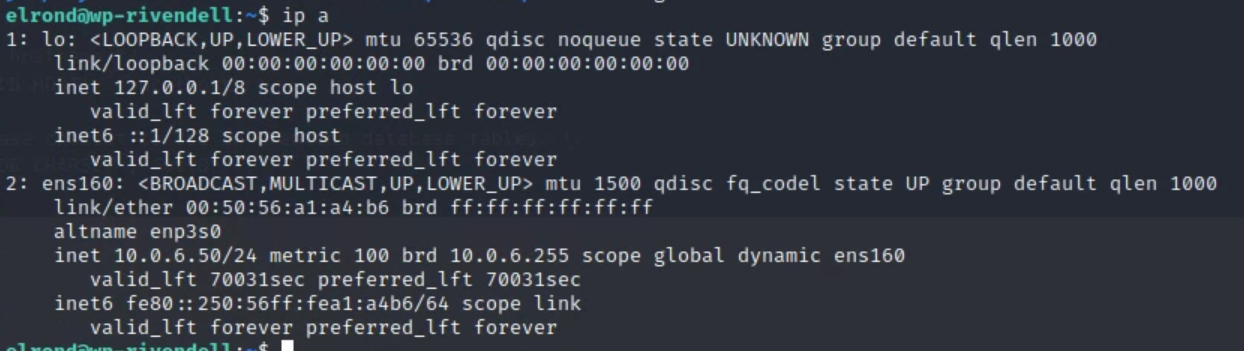 elrond@wp-rivendell:~$ ip a
1: lo: <LOOPBACK,UP,LOWER_UP> mtu 65536 qdisc noqueue state UNKNOWN group default qlen 1000
    link/loopback 00:00:00:00:00:00 brd 00:00:00:00:00:00
    inet 127.0.0.1/8 scope host lo
       valid_lft forever preferred_lft forever
    inet6 ::1/128 scope host
       valid_lft forever preferred_lft forever
2: ens160: <BROADCAST,MULTICAST,UP,LOWER_UP> mtu 1500 qdisc fq_codel state UP group default qlen 1000
    link/ether 00:50:56:a1:a4:b6 brd ff:ff:ff:ff:ff:ff
    altname enp3s0
    inet 10.0.6.50/24 metric 100 brd 10.0.6.255 scope global dynamic ens160
       valid_lft 70031sec preferred_lft 70031sec
    inet6 fe80::250:56ff:fea1:a4b6/64 scope link
       valid_lft forever preferred_lft forever
elrond@wp-rivendell:~$